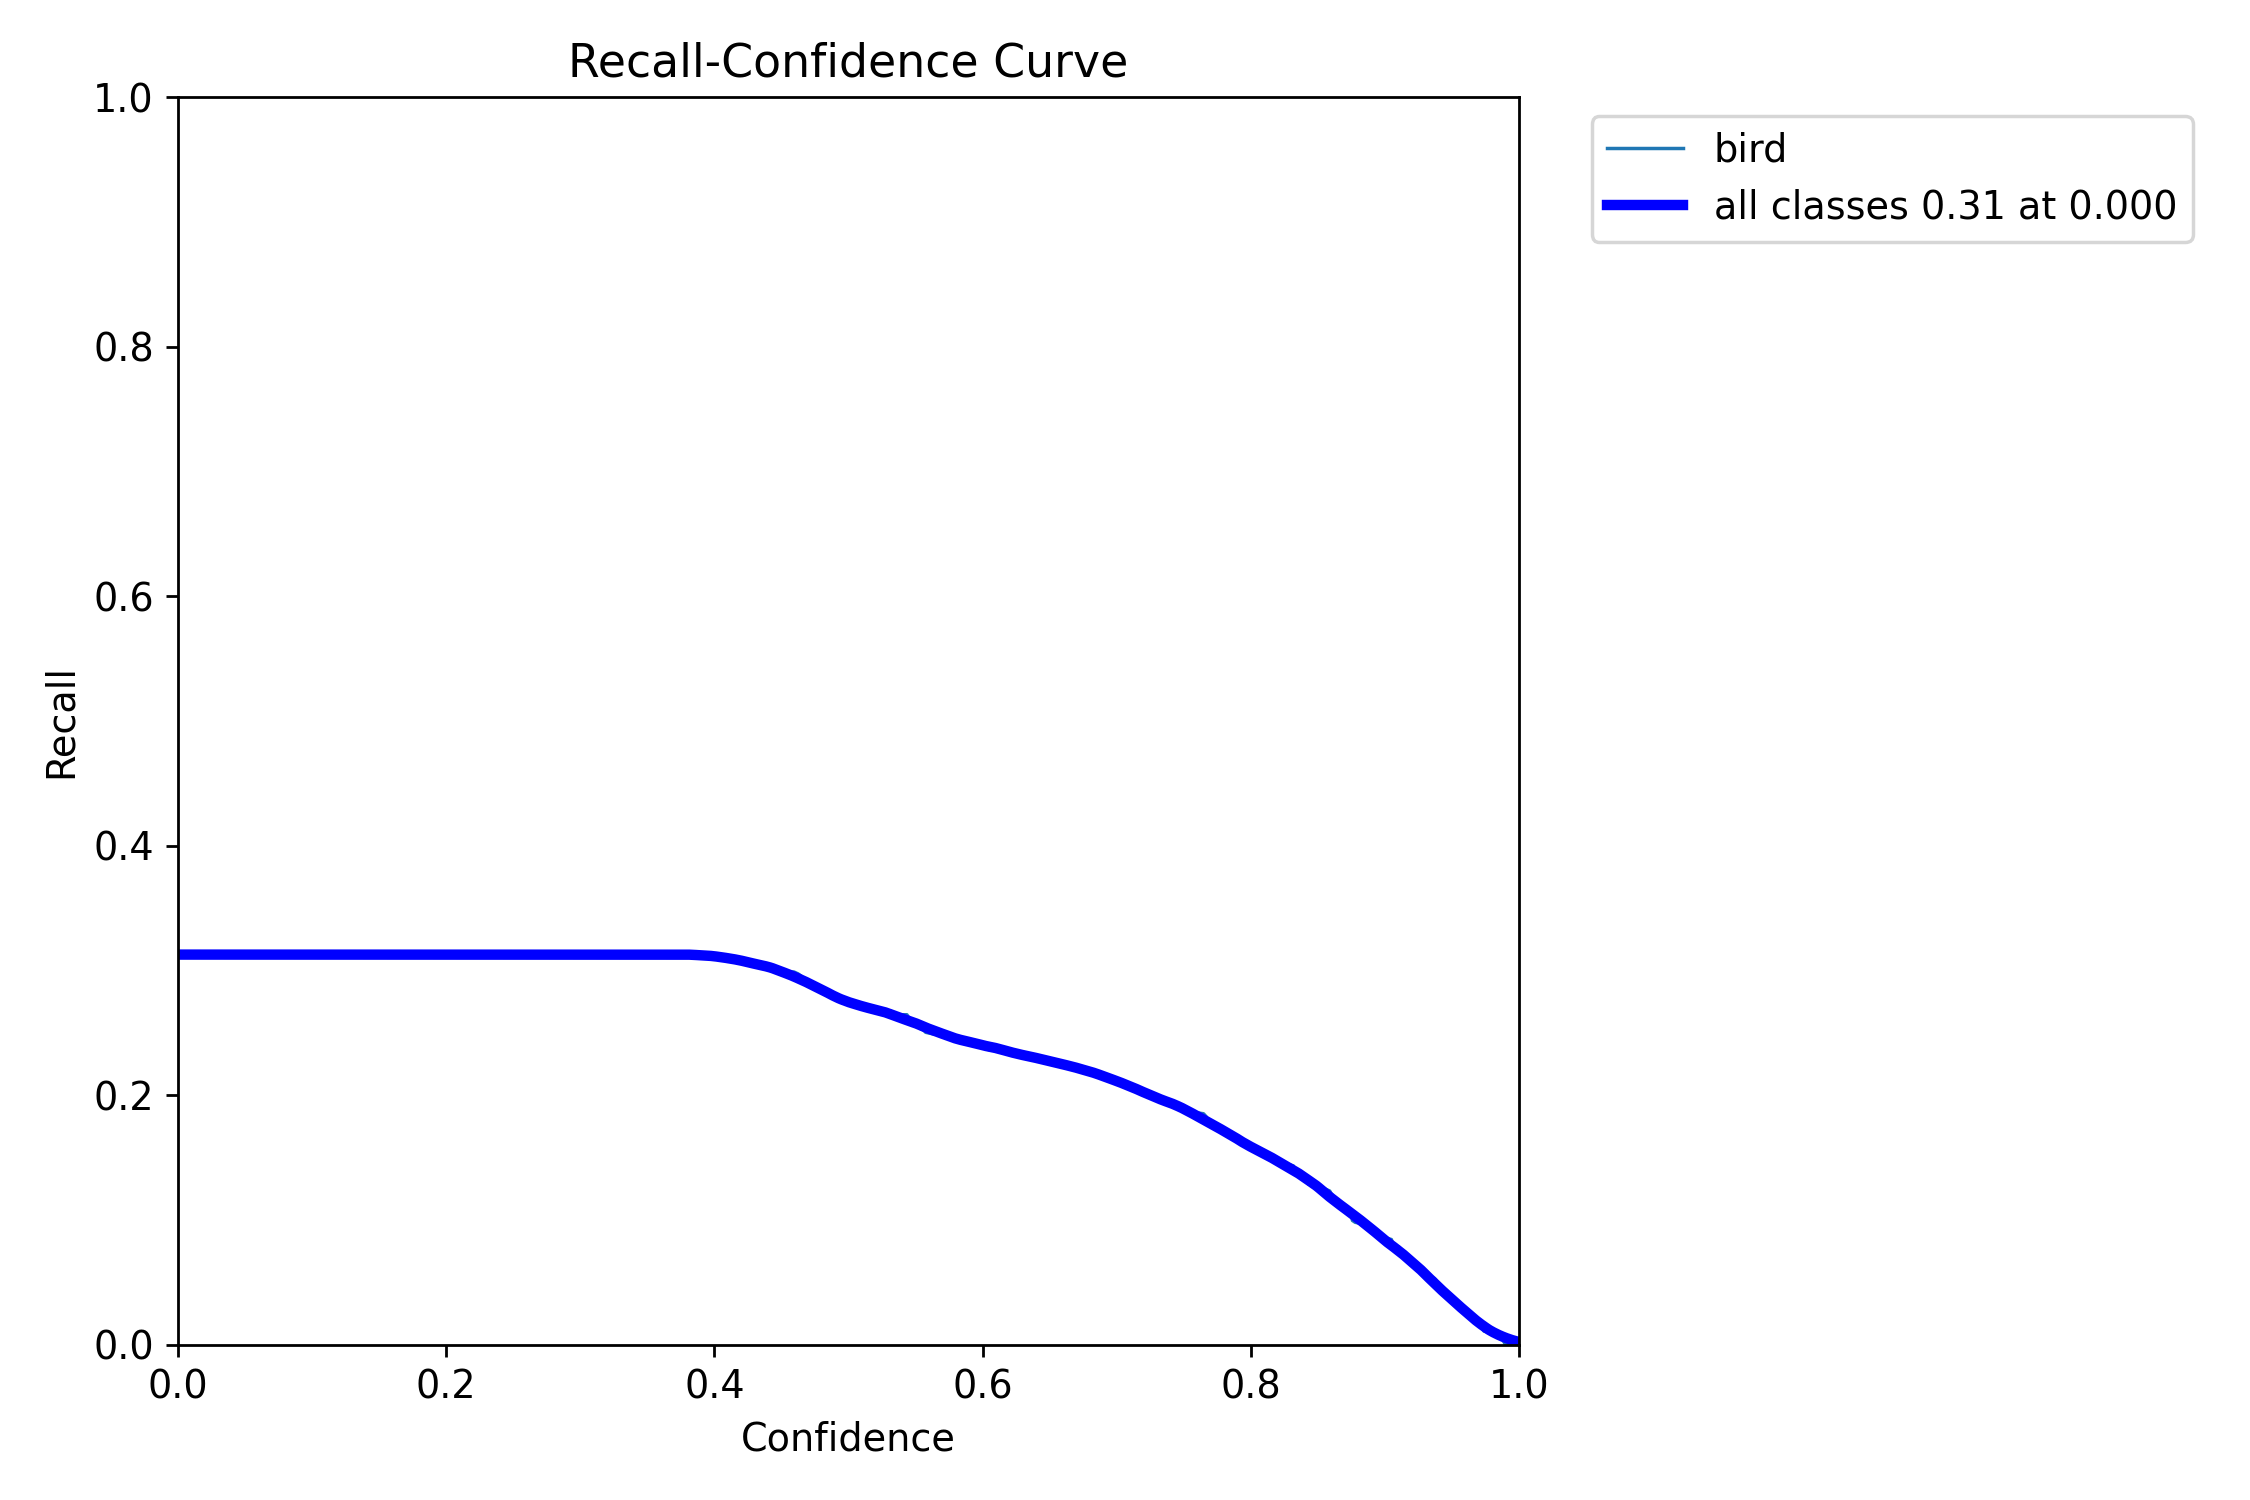 Recall-Confidence Curve
1.0
0.8
0.6
0.4
0.2
0.0
Recall
0.0 0.2 0.4 0.6 0.8 1.0
Confidence
bird
all classes 0.31 at 0.000